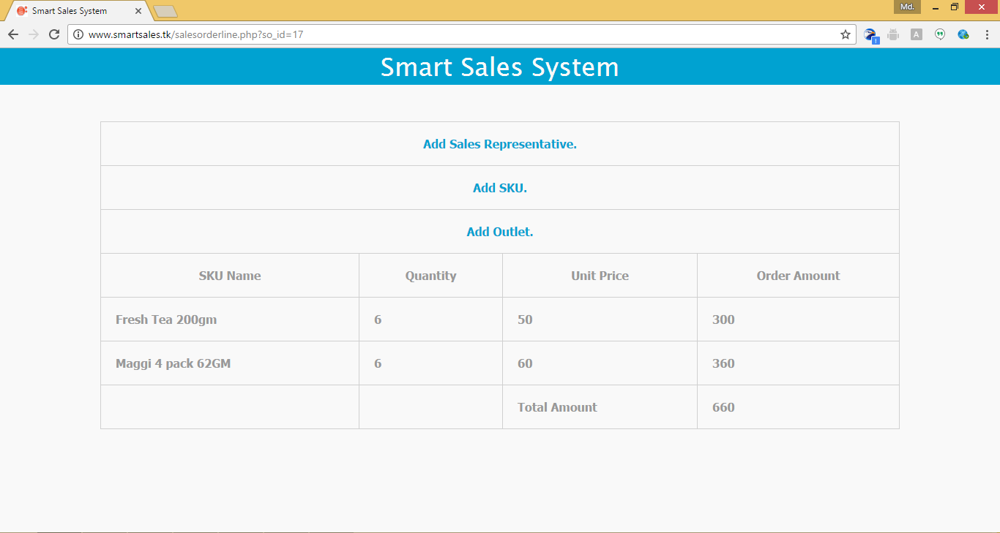 Smart Sales System
Md.
www.smartsales.tk/salesorderline.php?so_id=17
A
Smart Sales System
Add Sales Representative.
Add SKU.
Add Outlet.
SKU Name Quantity Unit Price Order Amount
Fresh Tea 200gm 6 50 300
Maggi 4 pack 62GM 6 60 360
Total Amount 660